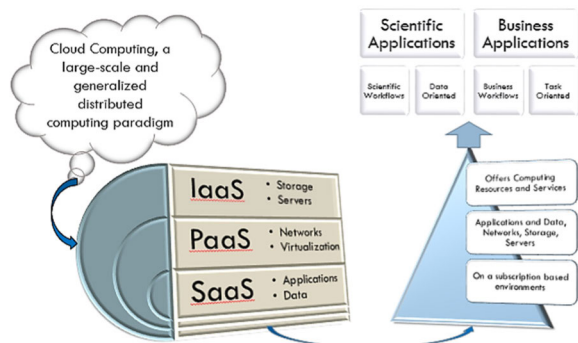 Cloud Computing, a
large-scale and
generalized
distributed
computing paradigm
IaaS
• Storage
• Servers
PaaS
• Networks
• Virtualization
SaaS
• Applications
• Data
Scientific
Applications
Business
Applications
Scientific
Workflows
Data
Oriented
Business
Workflows
Task
Oriented
Offers Computing
Resources and Services
Applications and Data,
Networks, Storage,
Servers
On a subscription based
environments